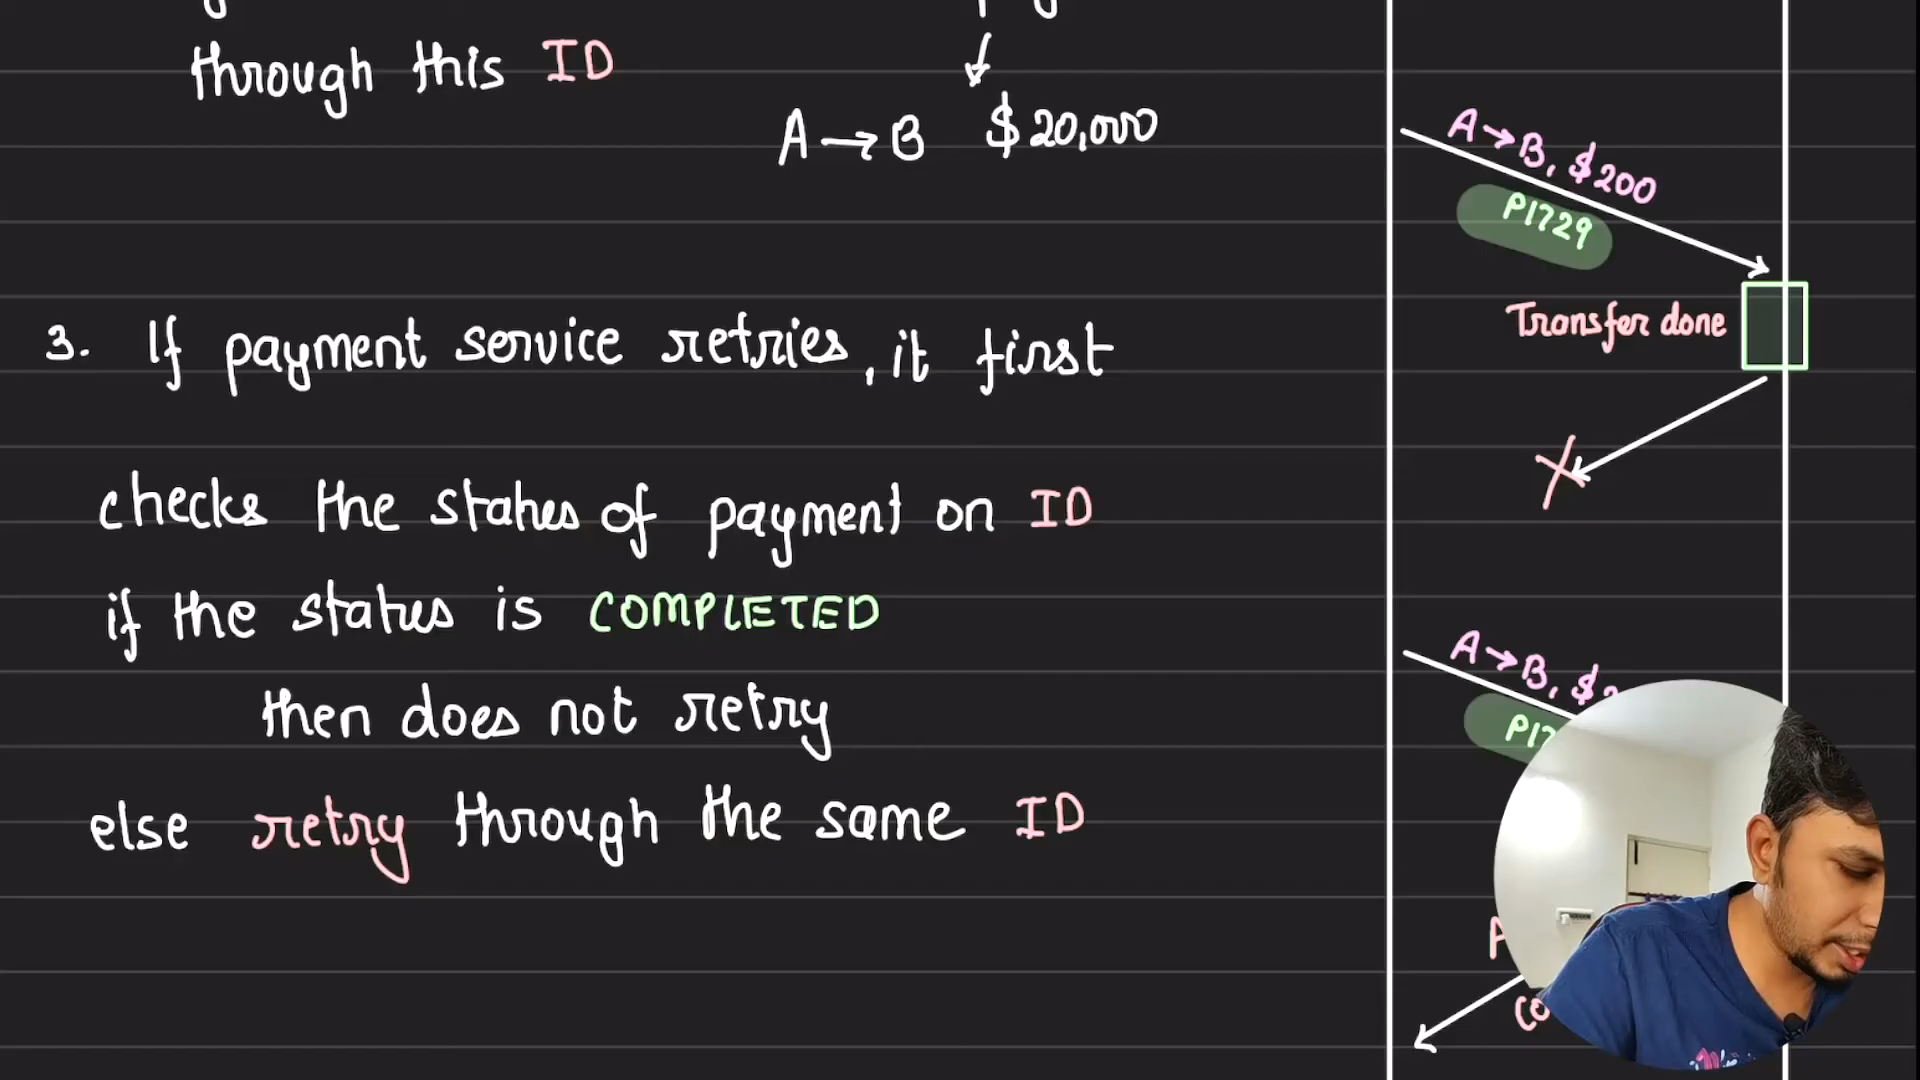 through this ID
A → B $20,000
3. If payment service retries, it first
checks the status of payment on ID
if the status is COMPLETED
then does not retry
else retry through the same ID
A→B, $200
P1729
Transfer done
A→B, $